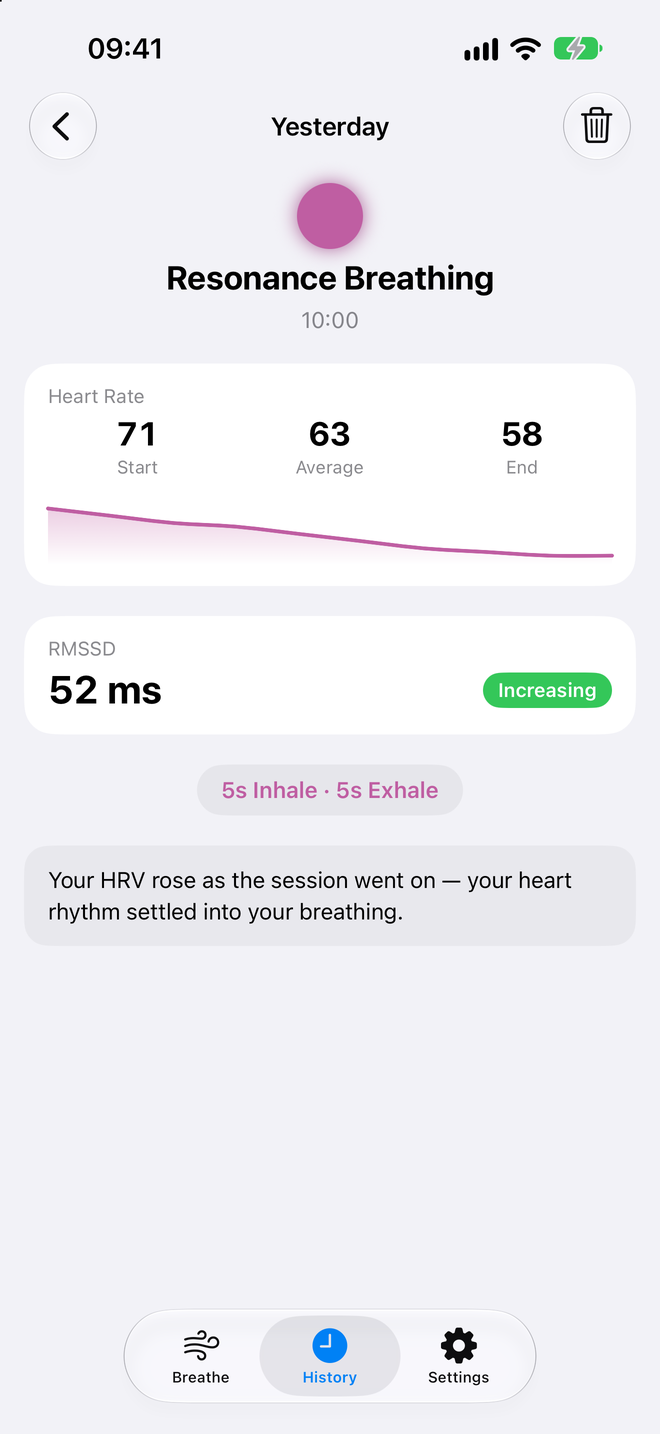 09:41
Yesterday
Resonance Breathing
10:00
Heart Rate
71 63 58
Start Average End
RMSSD
52 ms Increasing
5s Inhale · 5s Exhale
Your HRV rose as the session went on — your heart
rhythm settled into your breathing.
Breathe History Settings